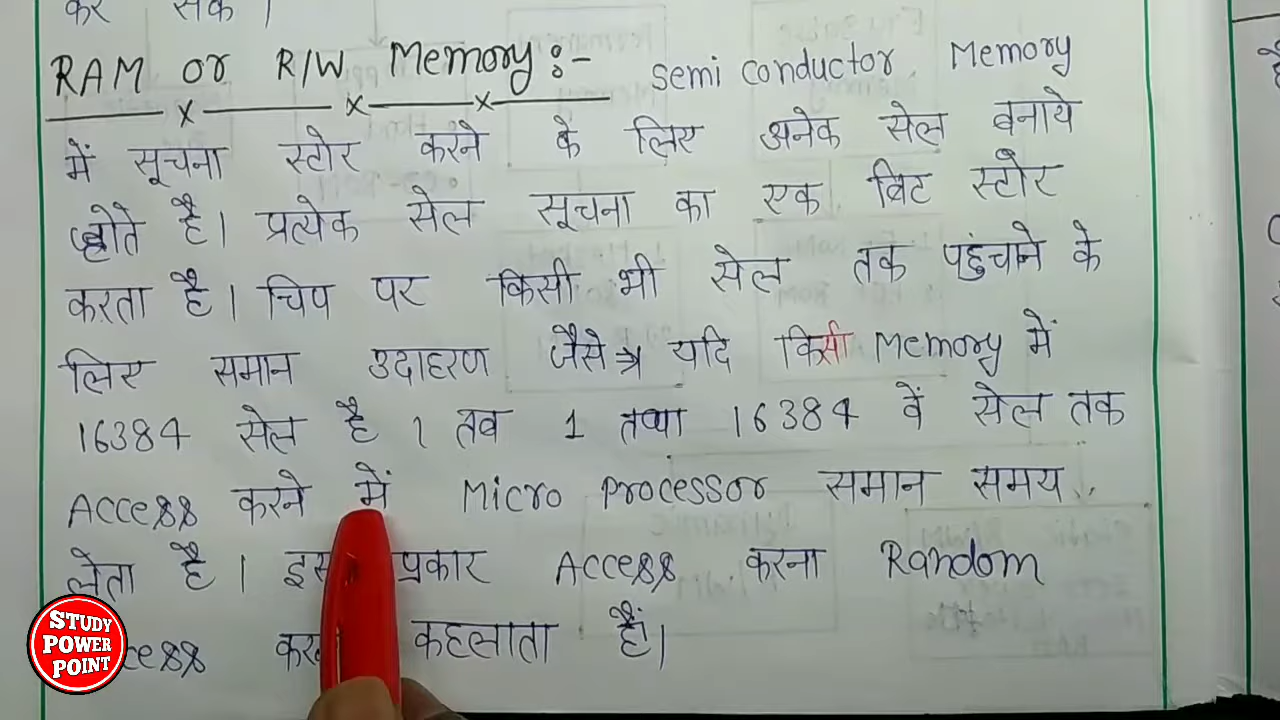 कर सके।
RAM or R/W Memory:- Semi conductor Memory
में सूचना स्टोर करने के लिए अनेक सेल बनाये
होते है। प्रत्येक सेल सूचना का एक बिट स्टोर
करता है। चिप पर किसी भी सेल तक पहुंचाने के
लिए समान उदाहरण जैसे → यदि किसी Memory में
16384 सेल है। तब 1 तथा 16384 वें सेल तक
Access करने में Micro Processor समान समय
लेता है। इस प्रकार Access करना Random
कहलाता हैं।
STUDY
POWER
POINT